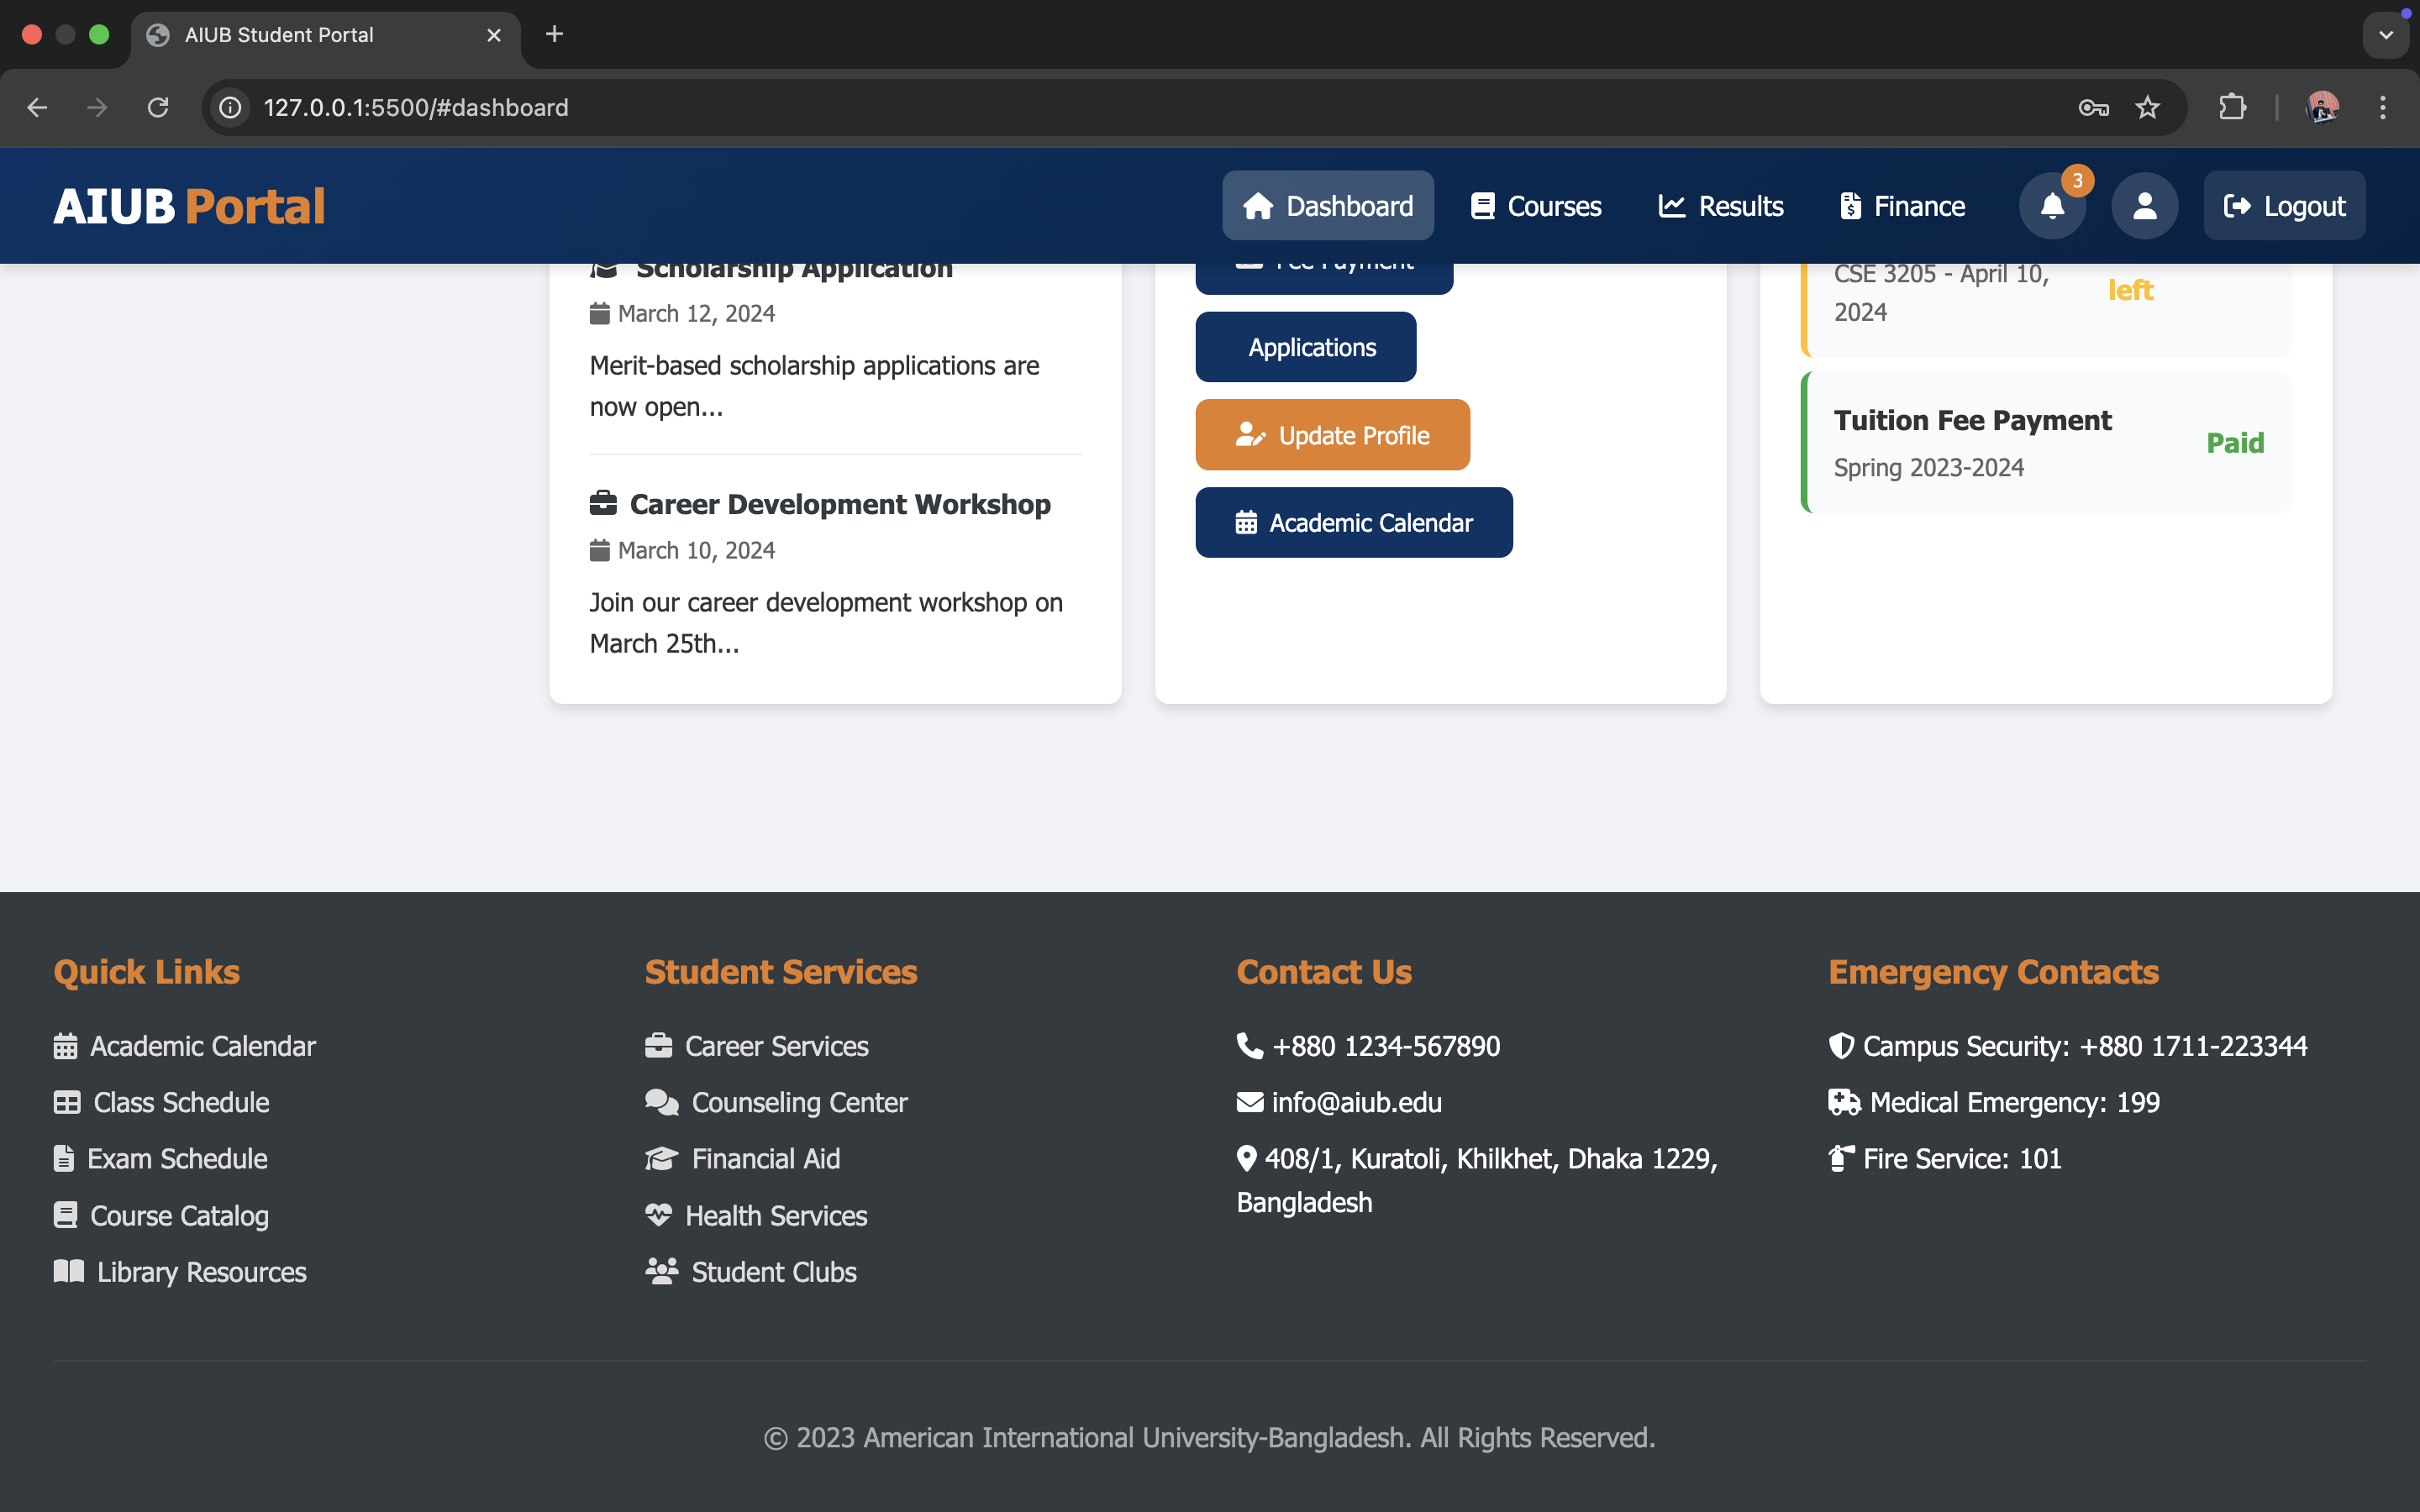 AIUB Student Portal
127.0.0.1:5500/#dashboard
AIUB Portal
Dashboard
Courses
Results
Finance
3
Logout
Scholarship Application
March 12, 2024
Merit-based scholarship applications are
now open...
Career Development Workshop
March 10, 2024
Join our career development workshop on
March 25th...
Fee Payment
Applications
Update Profile
Academic Calendar
CSE 3205 - April 10,
2024
left
Tuition Fee Payment
Spring 2023-2024
Paid
Quick Links
Academic Calendar
Class Schedule
Exam Schedule
Course Catalog
Library Resources
Student Services
Career Services
Counseling Center
Financial Aid
Health Services
Student Clubs
Contact Us
+880 1234-567890
info@aiub.edu
408/1, Kuratoli, Khilkhet, Dhaka 1229,
Bangladesh
Emergency Contacts
Campus Security: +880 1711-223344
Medical Emergency: 199
Fire Service: 101
© 2023 American International University-Bangladesh. All Rights Reserved.